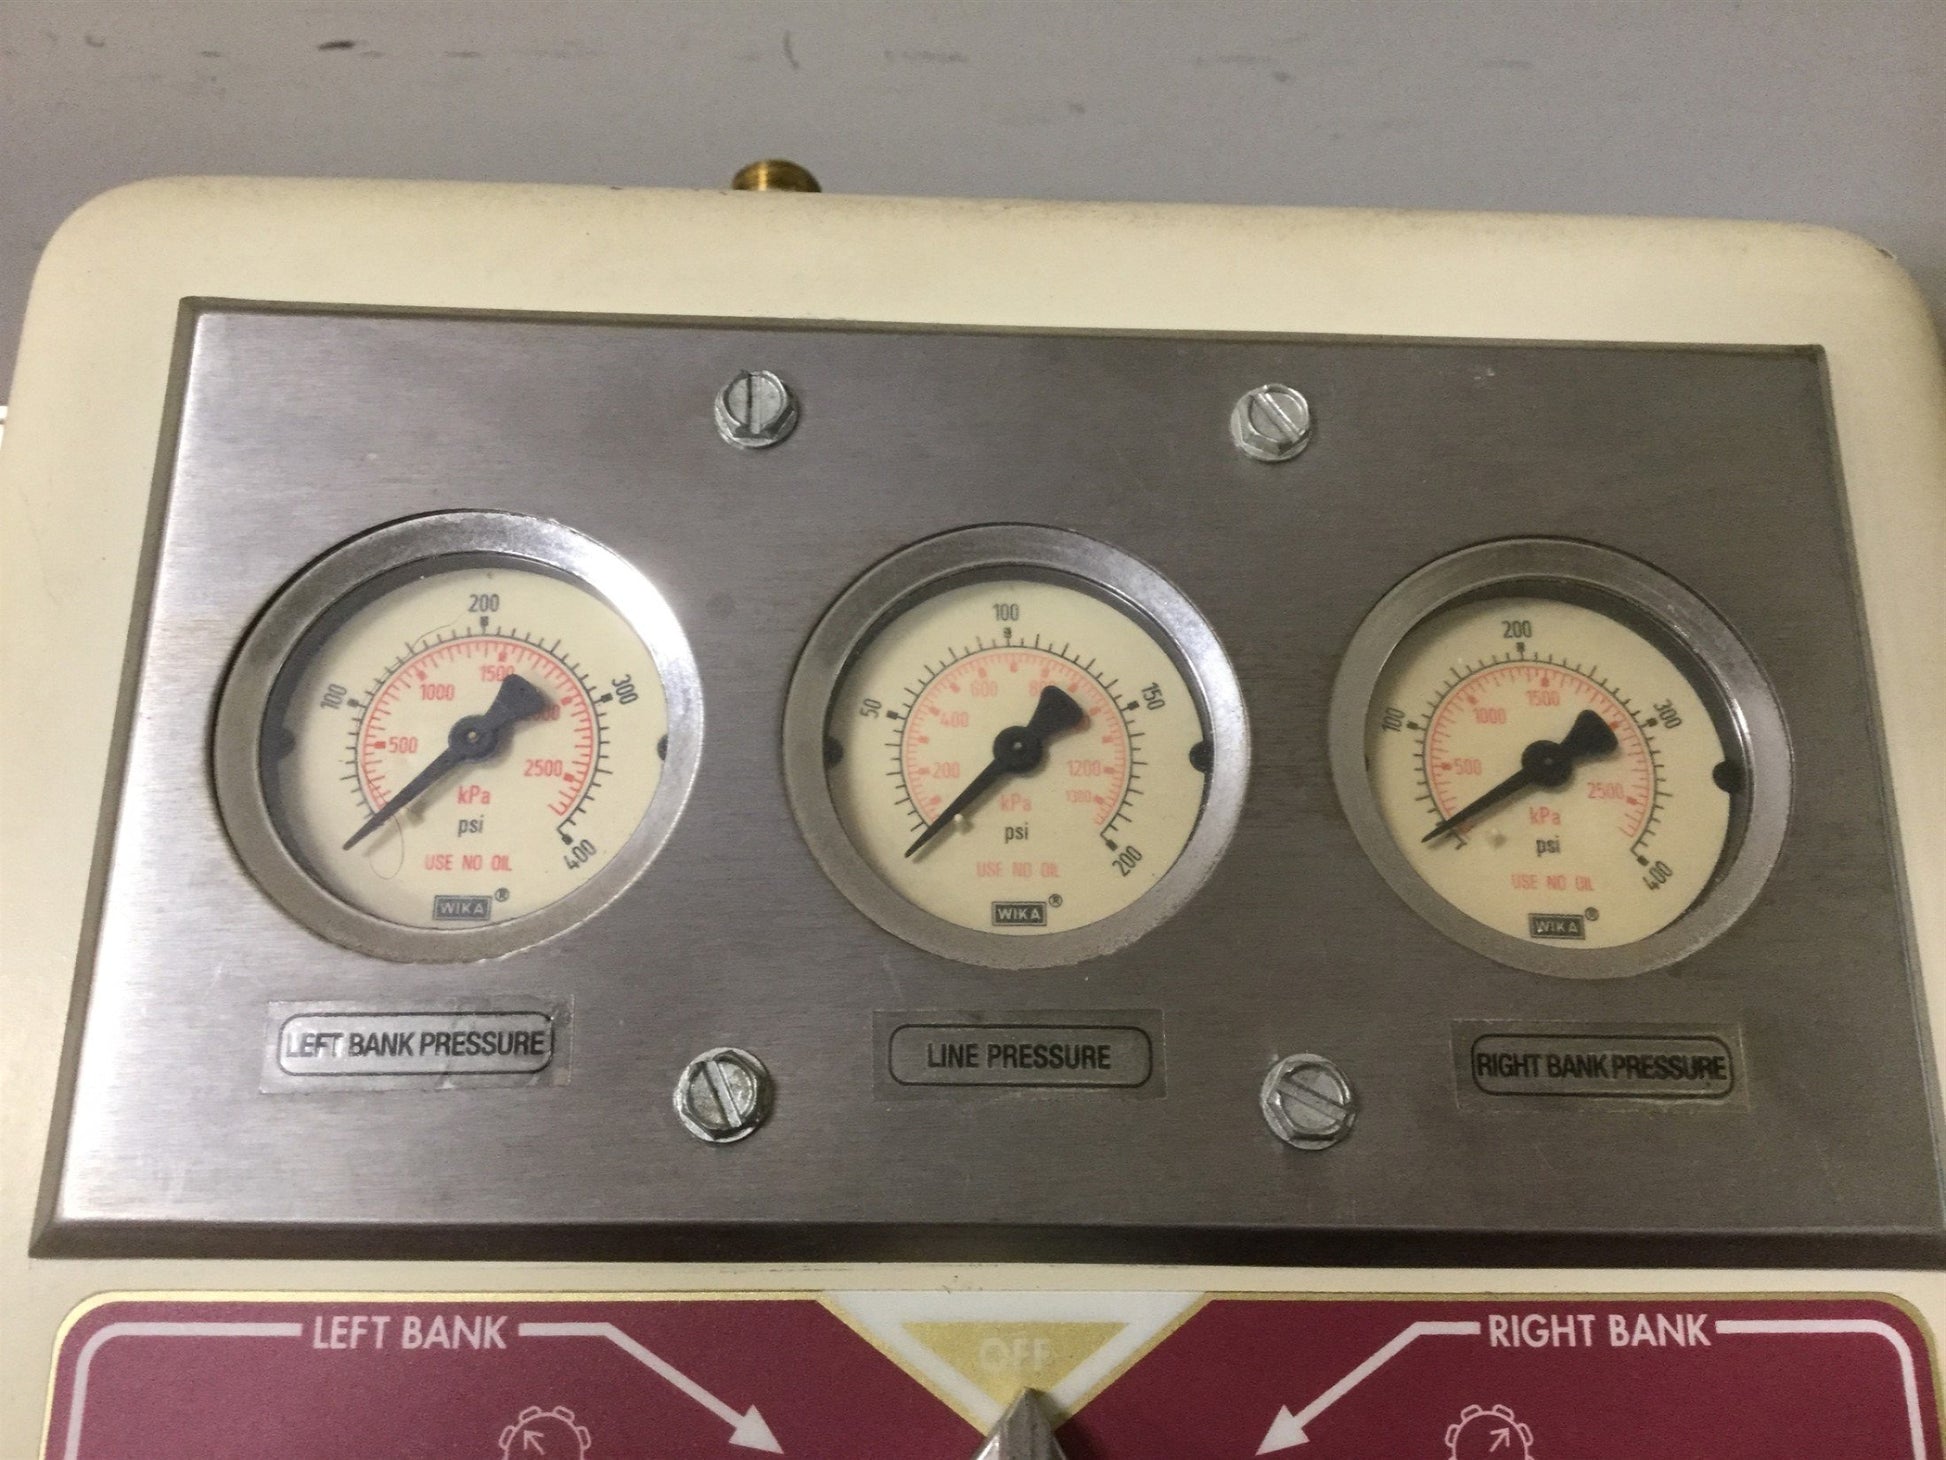 200
100
300
1500
1000
500
2500
kPa
psi
400
USE NO OIL
WIKA ®
100
50
150
600
400
200
1200
1380
kPa
psi
200
USE NO OIL
WIKA ®
200
100
300
1500
1000
500
2500
kPa
psi
400
USE NO OIL
WIKA ®
LEFT BANK PRESSURE
LINE PRESSURE
RIGHT BANK PRESSURE
LEFT BANK
OFF
RIGHT BANK